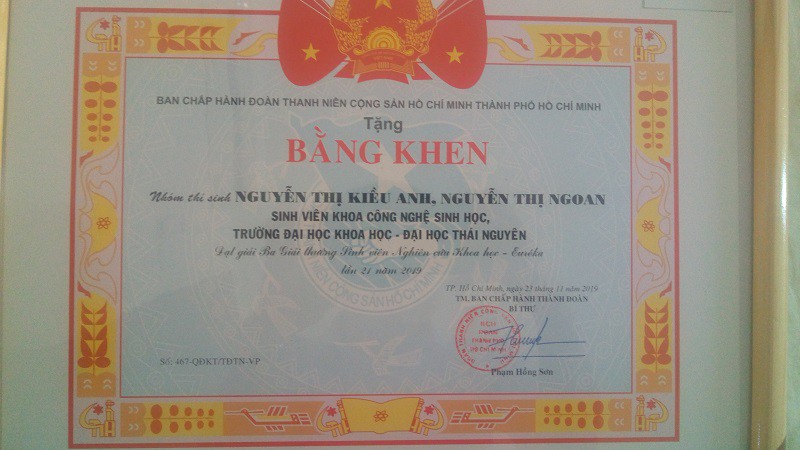 BAN CHẤP HÀNH ĐOÀN THANH NIÊN CỘNG SẢN HỒ CHÍ MINH THÀNH PHỐ HỒ CHÍ MINH
Tặng
BẰNG KHEN
Nhóm thí sinh NGUYỄN THỊ KIỀU ANH, NGUYỄN THỊ NGOAN
SINH VIÊN KHOA CÔNG NGHỆ SINH HỌC,
TRƯỜNG ĐẠI HỌC KHOA HỌC - ĐẠI HỌC THÁI NGUYÊN
Đạt giải Ba Giải thưởng Sinh viên Nghiên cứu Khoa học - Euréka
lần 21 năm 2019
TP. Hồ Chí Minh, ngày 23 tháng 11 năm 2019
TM. BAN CHẤP HÀNH THÀNH ĐOÀN
BÍ THƯ
Số: 467-QĐKT/TĐTN-VP
Phạm Hồng Sơn